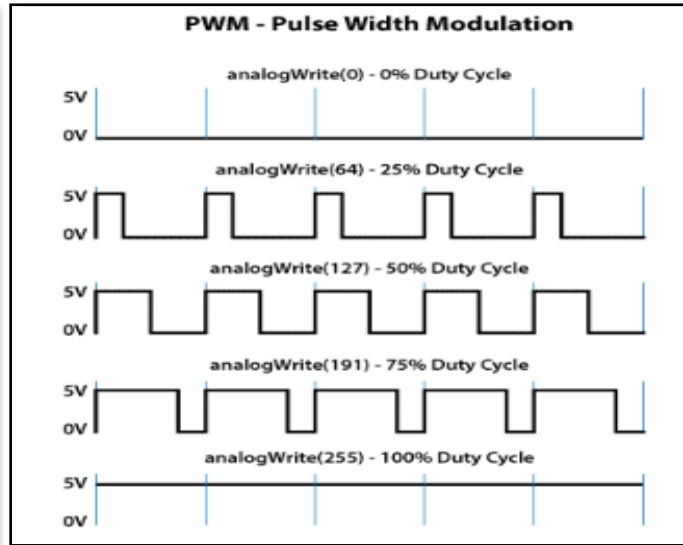 PWM - Pulse Width Modulation
analogWrite(0) - 0% Duty Cycle
5V
0V
analogWrite(64) - 25% Duty Cycle
5V
0V
analogWrite(127) - 50% Duty Cycle
5V
0V
analogWrite(191) - 75% Duty Cycle
5V
0V
analogWrite(255) - 100% Duty Cycle
5V
0V